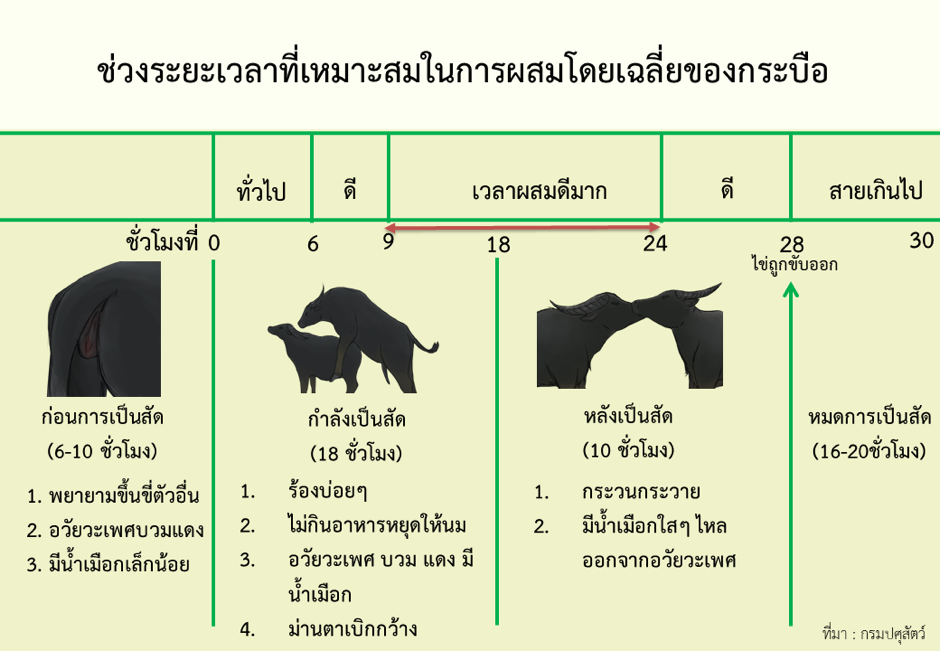 ช่วงระยะเวลาที่เหมาะสมในการผสมโดยเฉลี่ยของกระบือ
ทั่วไป ดี เวลาผสมดีมาก ดี สายเกินไป
ชั่วโมงที่ 0 6 9 18 24 28 30
ไข่ถูกขับออก
ก่อนการเป็นสัด
(6-10 ชั่วโมง)
1. พยายามขึ้นขี่ตัวอื่น
2. อวัยวะเพศบวมแดง
3. มีน้ำเมือกเล็กน้อย
กำลังเป็นสัด
(18 ชั่วโมง)
1. ร้องบ่อยๆ
2. ไม่กินอาหารหยุดให้นม
3. อวัยวะเพศ บวม แดง มี
น้ำเมือก
4. ม่านตาเบิกกว้าง
หลังเป็นสัด
(10 ชั่วโมง)
1. กระวนกระวาย
2. มีน้ำเมือกใสๆ ไหล
ออกจากอวัยวะเพศ
หมดการเป็นสัด
(16-20ชั่วโมง)
ที่มา : กรมปศุสัตว์